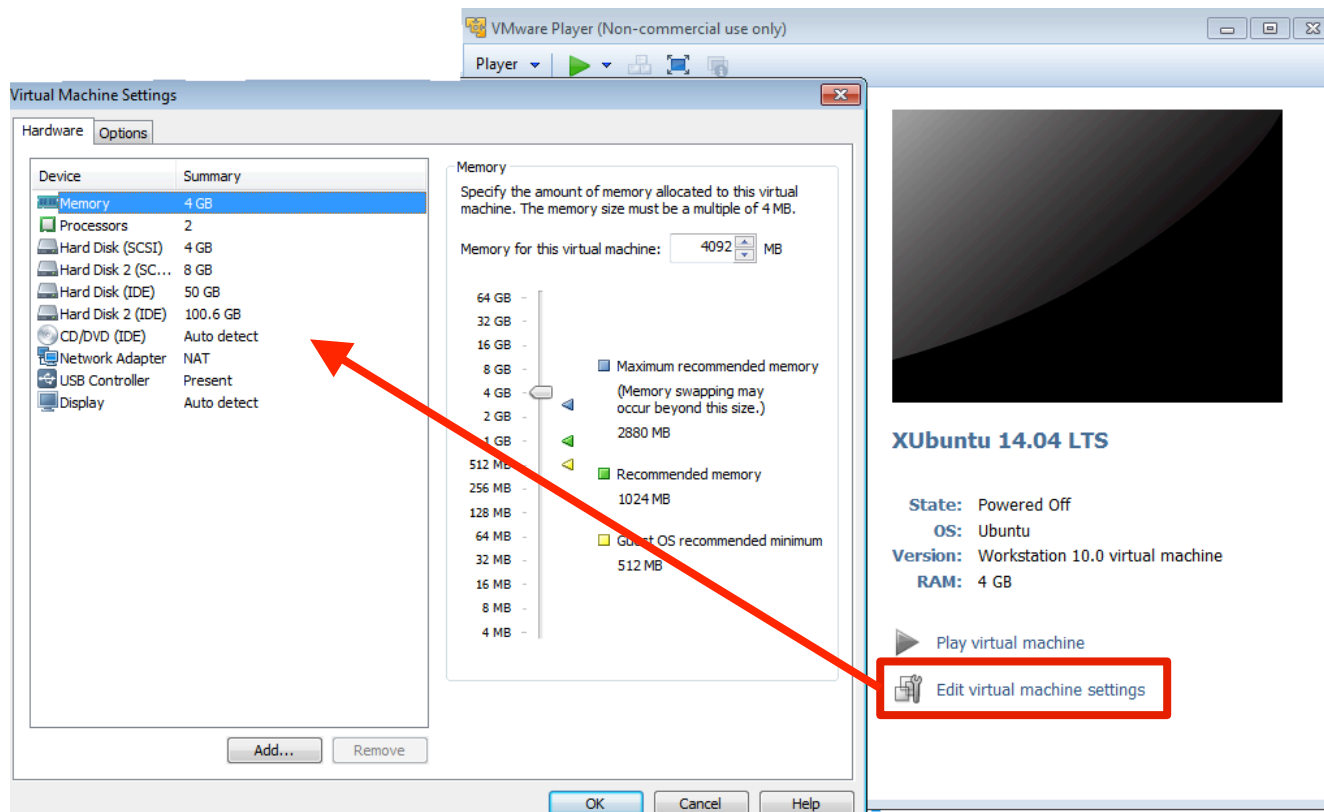 VMware Player (Non-commercial use only)
Player
Virtual Machine Settings
Hardware Options
Device Summary
Memory 4 GB
Processors 2
Hard Disk (SCSI) 4 GB
Hard Disk 2 (SC... 8 GB
Hard Disk (IDE) 50 GB
Hard Disk 2 (IDE) 100.6 GB
CD/DVD (IDE) Auto detect
Network Adapter NAT
USB Controller Present
Display Auto detect
Add... Remove
Memory
Specify the amount of memory allocated to this virtual
machine. The memory size must be a multiple of 4 MB.
Memory for this virtual machine: 4092 MB
64 GB
32 GB
16 GB
8 GB
4 GB
2 GB
1 GB
512 MB
256 MB
128 MB
64 MB
32 MB
16 MB
8 MB
4 MB
Maximum recommended memory
(Memory swapping may
occur beyond this size.)
2880 MB
Recommended memory
1024 MB
Guest OS recommended minimum
512 MB
OK Cancel Help
XUbuntu 14.04 LTS
State: Powered Off
OS: Ubuntu
Version: Workstation 10.0 virtual machine
RAM: 4 GB
Play virtual machine
Edit virtual machine settings